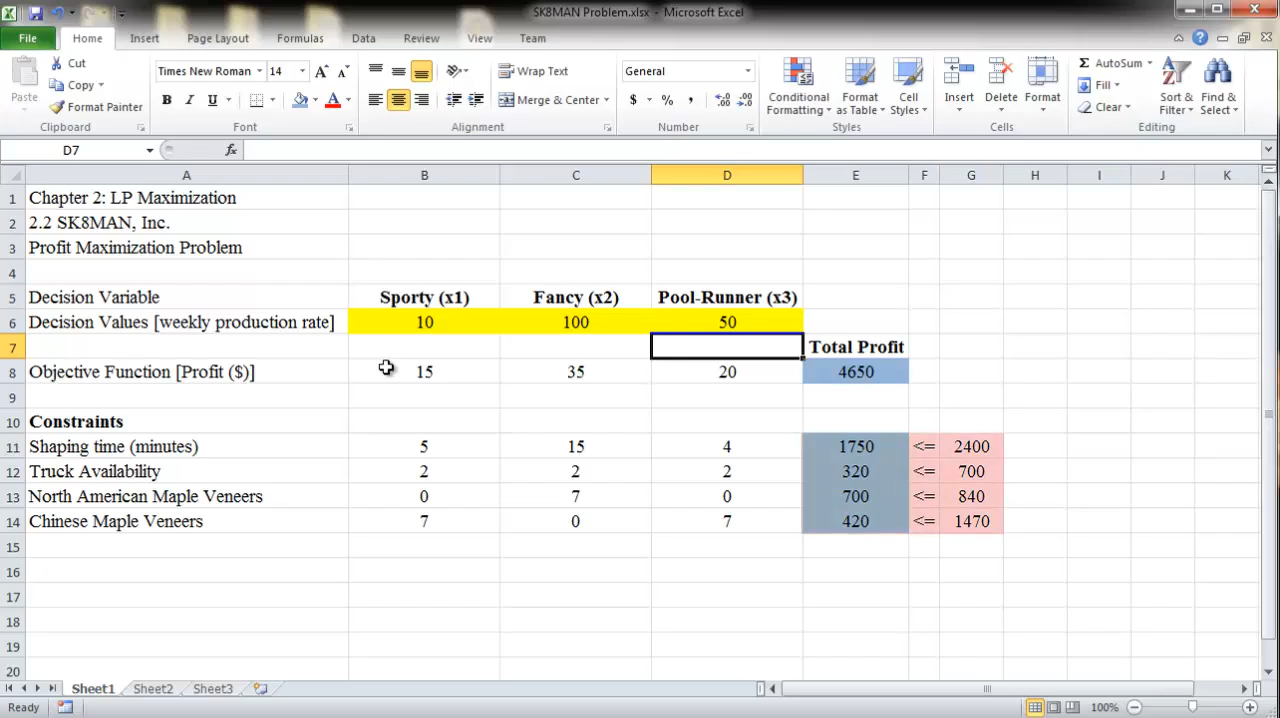 SK8MAN Problem.xlsx - Microsoft Excel
File Home Insert Page Layout Formulas Data Review View Team
Paste Cut Copy Format Painter Clipboard
Times New Roman 14 B I U Font
Wrap Text Merge & Center Alignment
General $ % , Number
Conditional Formatting Format as Table Cell Styles Styles
Insert Delete Format Cells
AutoSum Fill Clear Sort & Filter Find & Select Editing
D7 fx
A B C D E F G H I J K
1 Chapter 2: LP Maximization
2 2.2 SK8MAN, Inc.
3 Profit Maximization Problem
4
5 Decision Variable Sporty (x1) Fancy (x2) Pool-Runner (x3)
6 Decision Values [weekly production rate] 10 100 50
7 Total Profit
8 Objective Function [Profit ($)] 15 35 20 4650
9
10 Constraints
11 Shaping time (minutes) 5 15 4 1750 <= 2400
12 Truck Availability 2 2 2 320 <= 700
13 North American Maple Veneers 0 7 0 700 <= 840
14 Chinese Maple Veneers 7 0 7 420 <= 1470
15
16
17
18
19
20
Sheet1 Sheet2 Sheet3
Ready 100%